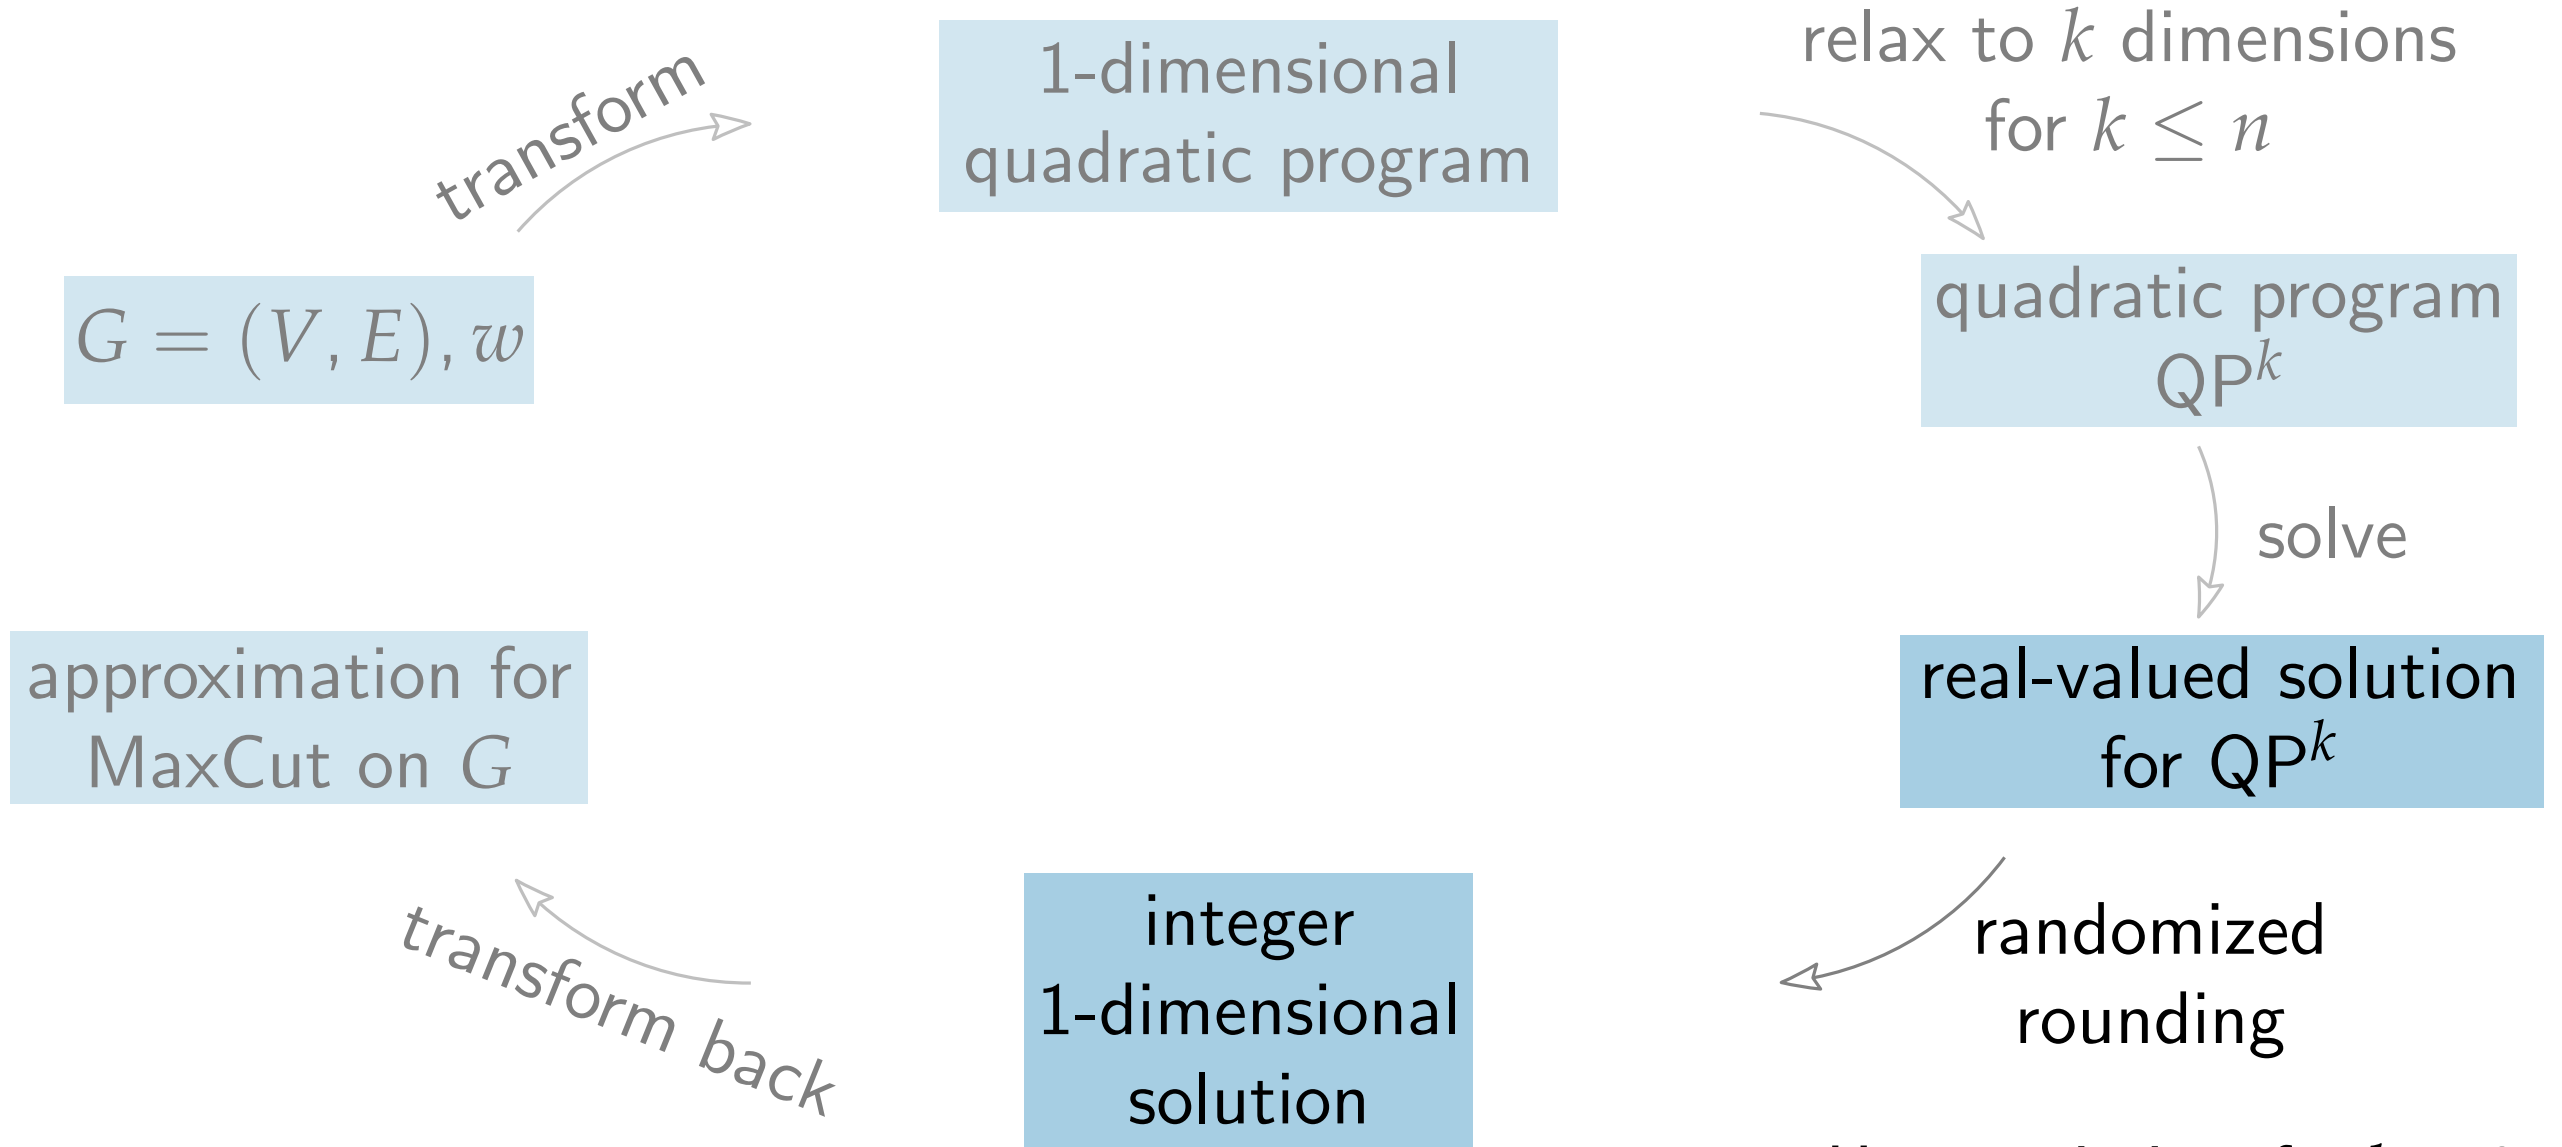 transform
1-dimensional
quadratic program
relax to k dimensions
for k ≤ n
G = (V, E), w
quadratic program
QP^k
solve
approximation for
MaxCut on G
real-valued solution
for QP^k
transform back
integer
1-dimensional
solution
randomized
rounding